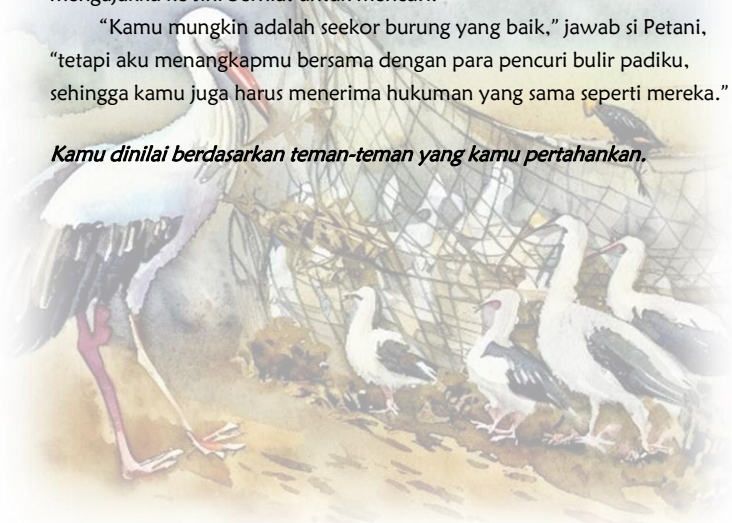 “Kamu mungkin adalah seekor burung yang baik,” jawab si Petani,
“tetapi aku menangkapmu bersama dengan para pencuri bulir padiku,
sehingga kamu juga harus menerima hukuman yang sama seperti mereka.”
Kamu dinilai berdasarkan teman-teman yang kamu pertahankan.